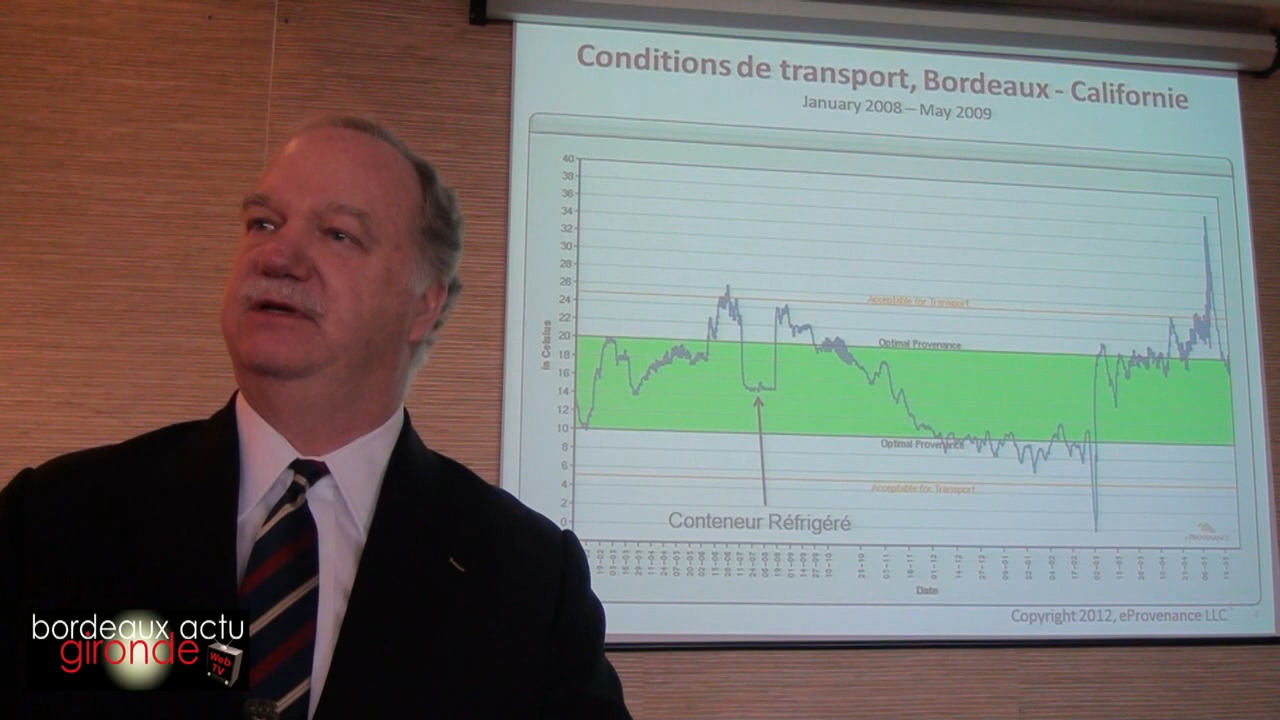 Conditions de transport, Bordeaux - Californie
January 2008 – May 2009
40
38
36
34
32
30
28
26
24
22
20
18
16
14
12
10
8
6
4
2
0
In Celsius
Acceptable for Transport
Optimal Provenance
Optimal Provenance
Acceptable for Transport
Conteneur Réfrigéré
Date
Copyright 2012, eProvenance LLC
bordeaux actu
gironde
Web
TV